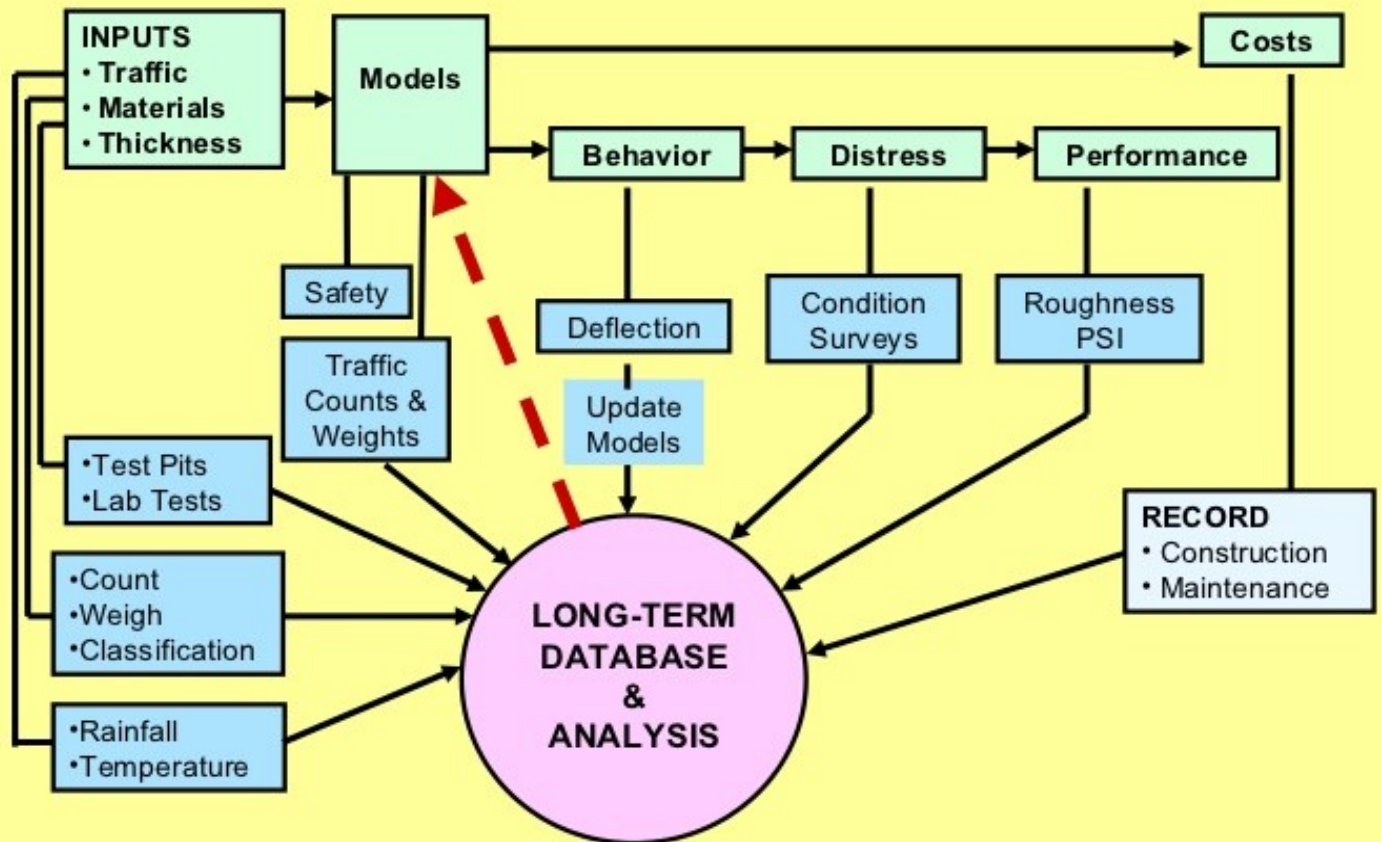 INPUTS
• Traffic
• Materials
• Thickness
Models
Costs
Behavior
Distress
Performance
Safety
Deflection
Condition
Surveys
Roughness
PSI
Traffic
Counts &
Weights
Update
Models
•Test Pits
•Lab Tests
RECORD
• Construction
• Maintenance
•Count
•Weigh
•Classification
LONG-TERM
DATABASE
&
ANALYSIS
•Rainfall
•Temperature